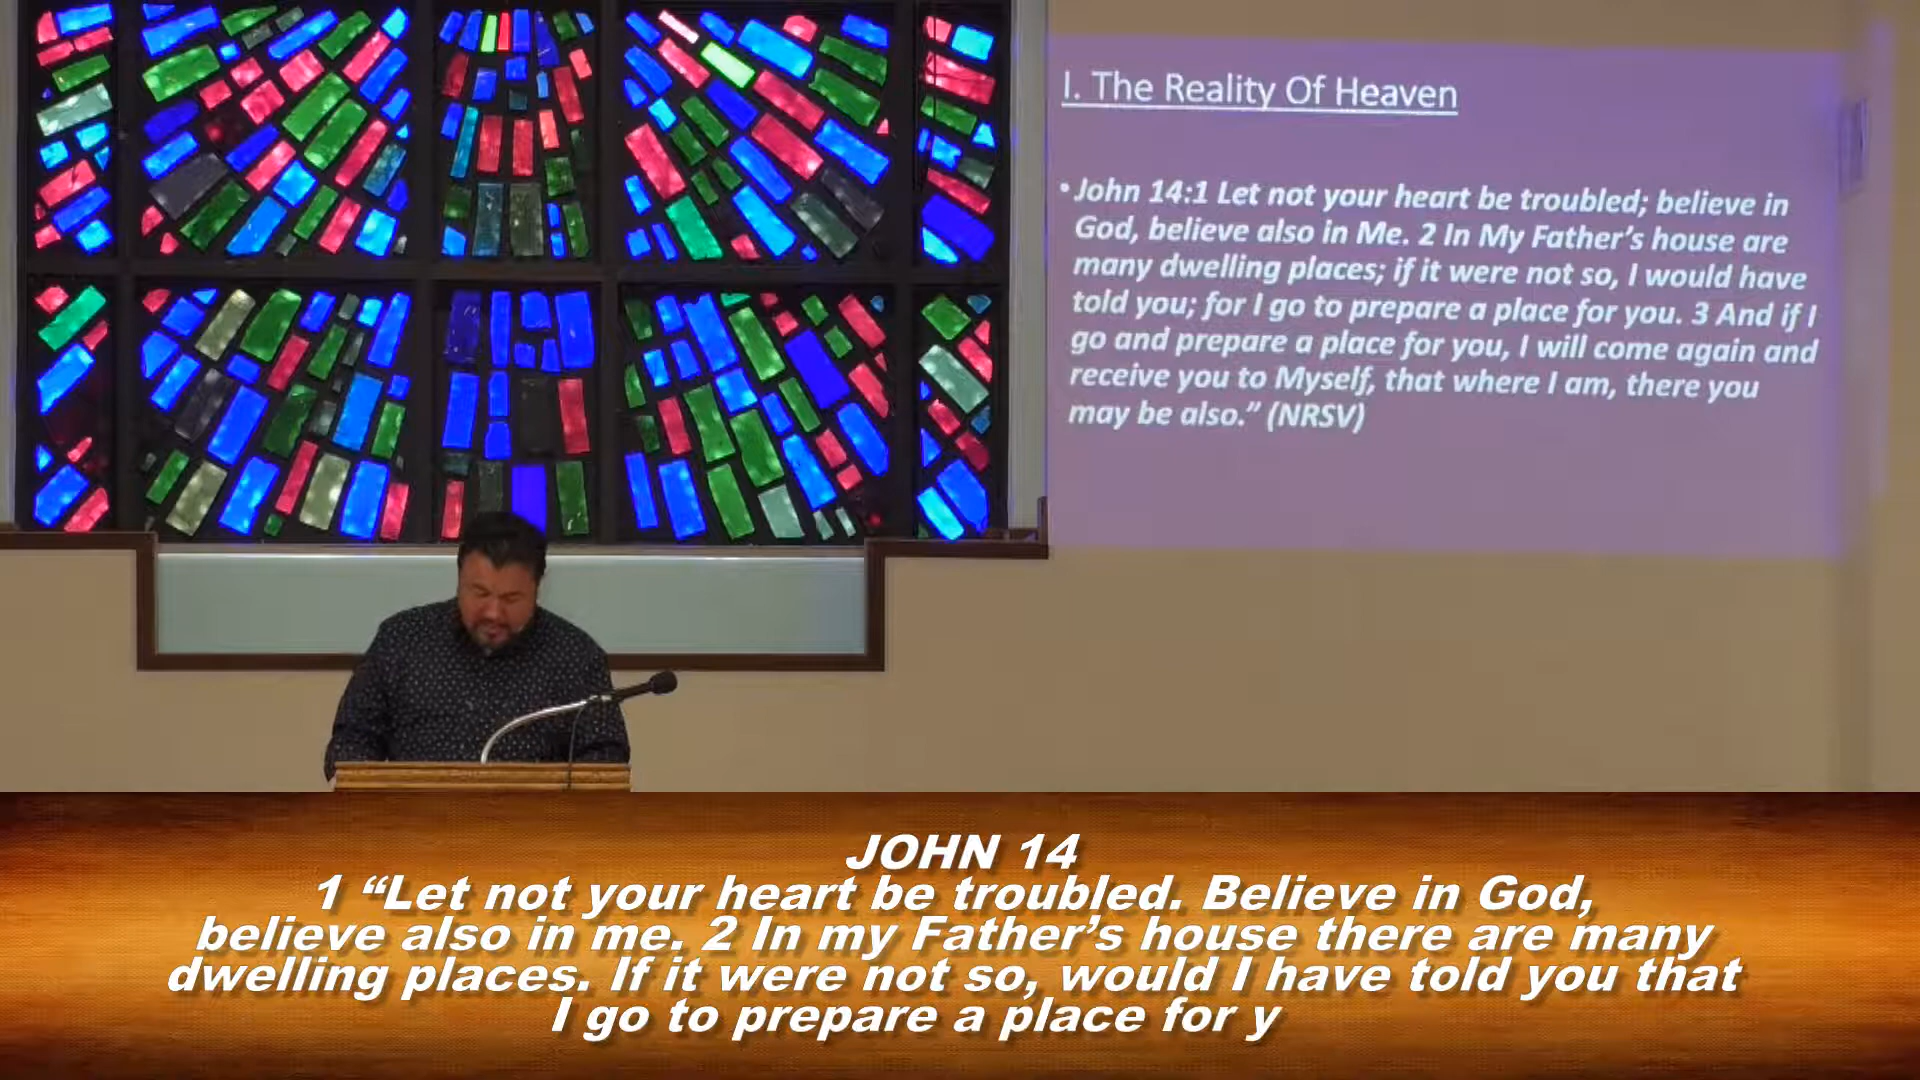 I. The Reality Of Heaven
• John 14:1 Let not your heart be troubled; believe in
God, believe also in Me. 2 In My Father’s house are
many dwelling places; if it were not so, I would have
told you; for I go to prepare a place for you. 3 And if I
go and prepare a place for you, I will come again and
receive you to Myself, that where I am, there you
may be also.” (NRSV)
JOHN 14
1 “Let not your heart be troubled. Believe in God,
believe also in me. 2 In my Father’s house there are many
dwelling places. If it were not so, would I have told you that
I go to prepare a place for y